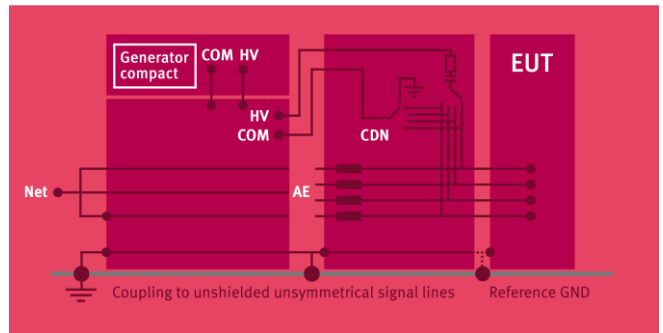 Generator
compact
COM HV
EUT
HV
COM
CDN
Net
AE
Coupling to unshielded unsymmetrical signal lines
Reference GND